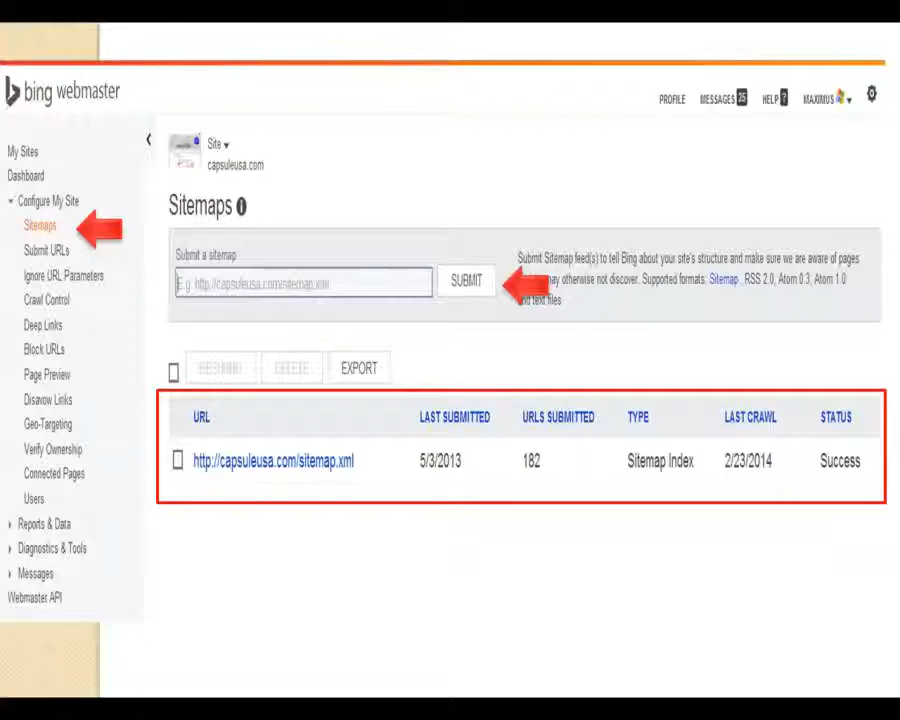 bing webmaster
PROFILE MESSAGES 25 HELP ? MAXIMUS
My Sites
Dashboard
Configure My Site
Sitemaps
Submit URLs
Ignore URL Parameters
Crawl Control
Deep Links
Block URLs
Page Preview
Disavow Links
Geo-Targeting
Verify Ownership
Connected Pages
Users
Reports & Data
Diagnostics & Tools
Messages
Webmaster API
Site
capsuleusa.com
Sitemaps
Submit a sitemap
E.g. http://capsuleusa.com/sitemap.xml
SUBMIT
Submit Sitemap feed(s) to tell Bing about your site's structure and make sure we are aware of pages
may otherwise not discover. Supported formats: Sitemap, RSS 2.0, Atom 0.3, Atom 1.0
and text files
DELETE EXPORT
URL LAST SUBMITTED URLS SUBMITTED TYPE LAST CRAWL STATUS
http://capsuleusa.com/sitemap.xml 5/3/2013 182 Sitemap Index 2/23/2014 Success